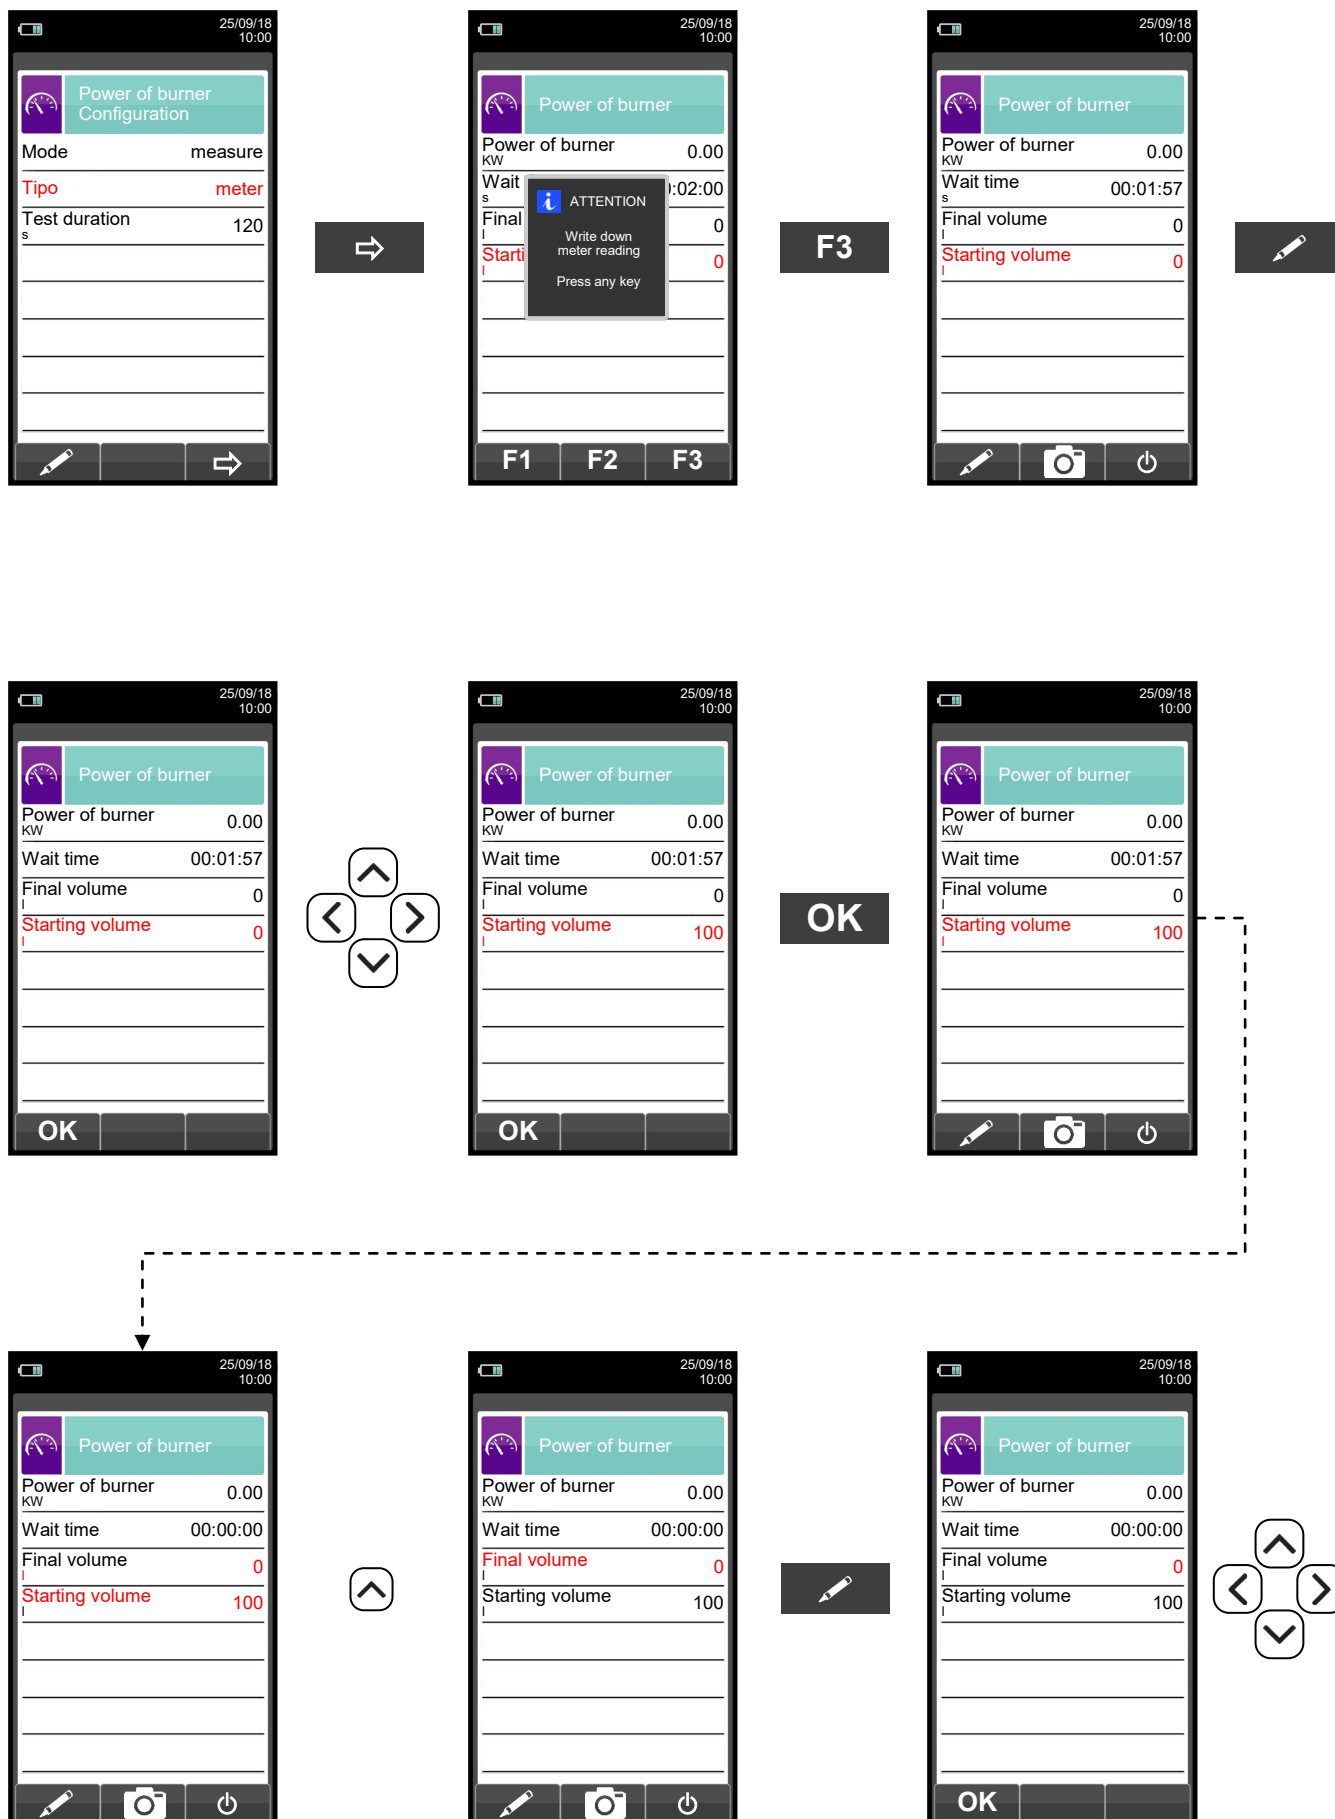 25/09/18
10:00
Power of burner
Configuration
Mode measure
Tipo meter
Test duration 120
s
25/09/18
10:00
Power of burner
Power of burner 0.00
KW
Wait :02:00
s
Final 0
l
Starti 0
l
i ATTENTION
Write down
meter reading
Press any key
F1 F2 F3
F3
25/09/18
10:00
Power of burner
Power of burner 0.00
KW
Wait time 00:01:57
s
Final volume 0
l
Starting volume 0
l
25/09/18
10:00
Power of burner
Power of burner 0.00
KW
Wait time 00:01:57
Final volume 0
l
Starting volume 0
l
OK
25/09/18
10:00
Power of burner
Power of burner 0.00
KW
Wait time 00:01:57
Final volume 0
l
Starting volume 100
l
OK
OK
25/09/18
10:00
Power of burner
Power of burner 0.00
KW
Wait time 00:01:57
Final volume 0
l
Starting volume 100
l
25/09/18
10:00
Power of burner
Power of burner 0.00
KW
Wait time 00:00:00
Final volume 0
l
Starting volume 100
l
25/09/18
10:00
Power of burner
Power of burner 0.00
KW
Wait time 00:00:00
Final volume 0
l
Starting volume 100
l
25/09/18
10:00
Power of burner
Power of burner 0.00
KW
Wait time 00:00:00
Final volume 0
l
Starting volume 100
l
OK